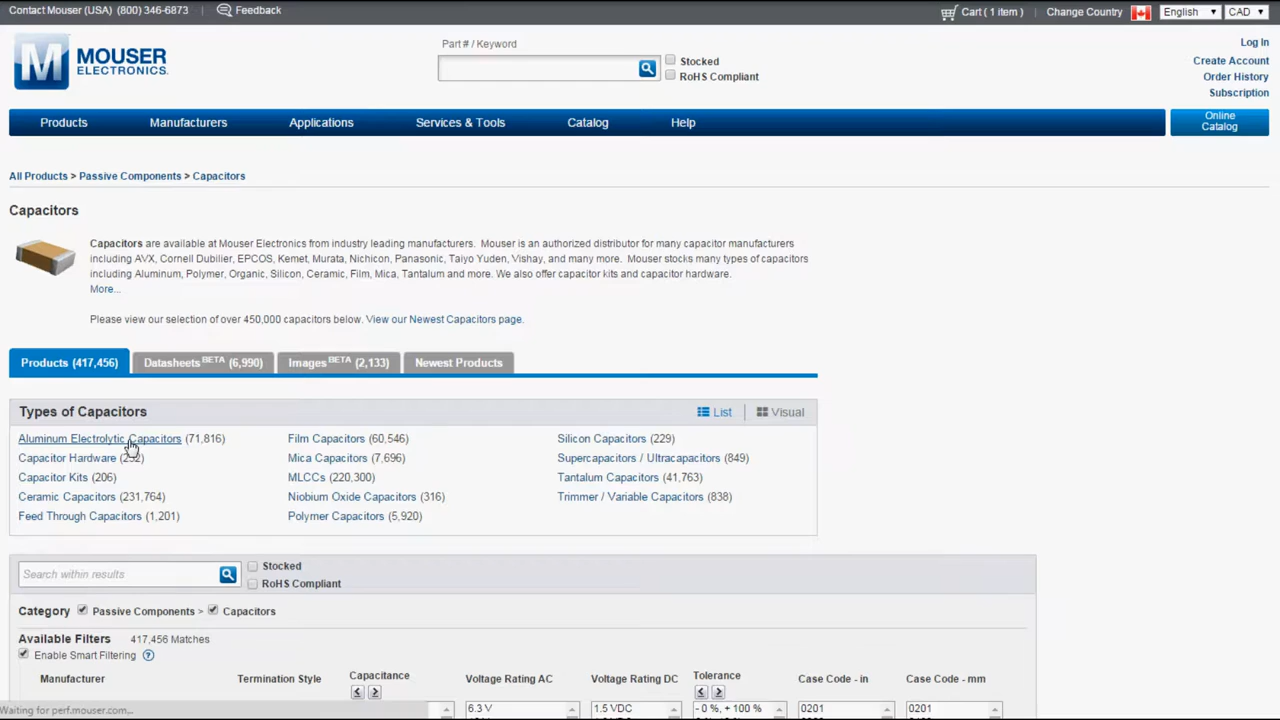 Contact Mouser (USA) (800) 346-6873 | Feedback
Cart ( 1 item ) | Change Country English CAD
MOUSER
ELECTRONICS
Part # / Keyword
Stocked
RoHS Compliant
Log In
Create Account
Order History
Subscription
Products Manufacturers Applications Services & Tools Catalog Help
Online
Catalog
All Products > Passive Components > Capacitors
Capacitors
Capacitors are available at Mouser Electronics from industry leading manufacturers. Mouser is an authorized distributor for many capacitor manufacturers
including AVX, Cornell Dubilier, EPCOS, Kemet, Murata, Nichicon, Panasonic, Taiyo Yuden, Vishay, and many more. Mouser stocks many types of capacitors
including Aluminum, Polymer, Organic, Silicon, Ceramic, Film, Mica, Tantalum and more. We also offer capacitor kits and capacitor hardware.
More...
Please view our selection of over 450,000 capacitors below. View our Newest Capacitors page.
Products (417,456) Datasheets BETA (6,990) Images BETA (2,133) Newest Products
Types of Capacitors List | Visual
Aluminum Electrolytic Capacitors (71,816) Film Capacitors (60,546) Silicon Capacitors (229)
Capacitor Hardware Mica Capacitors (7,696) Supercapacitors / Ultracapacitors (849)
Capacitor Kits (206) MLCCs (220,300) Tantalum Capacitors (41,763)
Ceramic Capacitors (231,764) Niobium Oxide Capacitors (316) Trimmer / Variable Capacitors (838)
Feed Through Capacitors (1,201) Polymer Capacitors (5,920)
Search within results
Stocked
RoHS Compliant
Category Passive Components > Capacitors
Available Filters 417,456 Matches
Enable Smart Filtering ?
Manufacturer Termination Style Capacitance Voltage Rating AC Voltage Rating DC Tolerance Case Code - in Case Code - mm
6.3 V 1.5 VDC - 0 %, + 100 % 0201 0201
Waiting for perf.mouser.com...